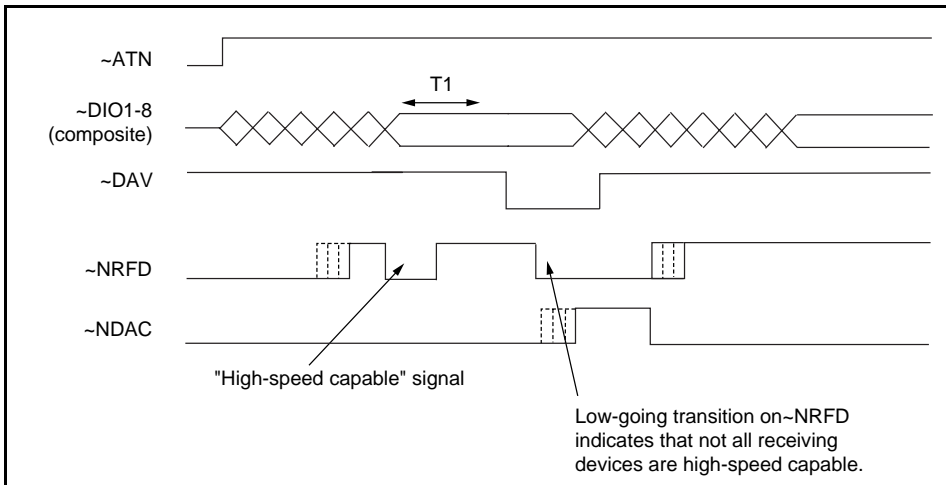 ~ATN
T1
~DIO1-8
(composite)
~DAV
~NRFD
~NDAC
"High-speed capable" signal
Low-going transition on~NRFD
indicates that not all receiving
devices are high-speed capable.